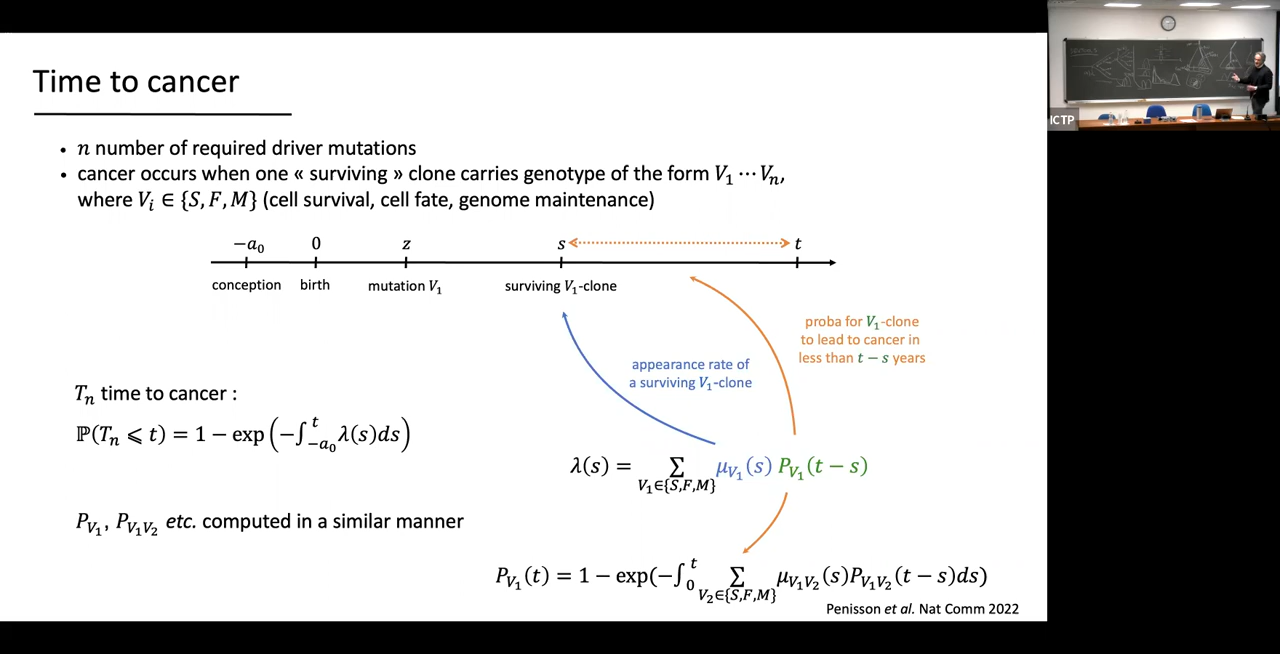 Time to cancer
• n number of required driver mutations
• cancer occurs when one « surviving » clone carries genotype of the form V₁ ⋯ Vₙ,
where Vᵢ ∈ {S, F, M} (cell survival, cell fate, genome maintenance)
−a₀ 0 z s t
conception birth mutation V₁ surviving V₁-clone
proba for V₁-clone
to lead to cancer in
less than t − s years
appearance rate of
a surviving V₁-clone
Tₙ time to cancer :
ℙ(Tₙ ⩽ t) = 1 − exp(−∫_{−a₀}^{t} λ(s)ds)
λ(s) = ∑_{V₁∈{S,F,M}} μ_{V₁}(s) P_{V₁}(t − s)
P_{V₁}, P_{V₁V₂} etc. computed in a similar manner
P_{V₁}(t) = 1 − exp(−∫_{0}^{t} ∑_{V₂∈{S,F,M}} μ_{V₁V₂}(s)P_{V₁V₂}(t − s)ds)
Penisson et al. Nat Comm 2022
ICTP